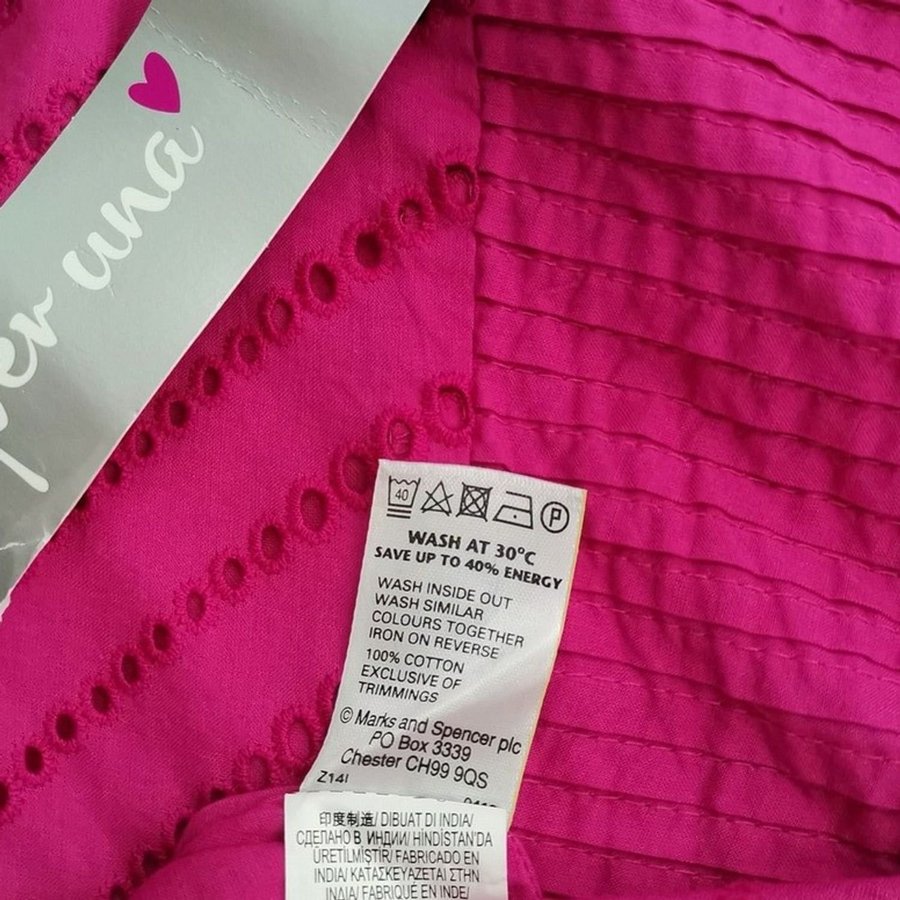 per una
40
P
WASH AT 30°C
SAVE UP TO 40% ENERGY
WASH INSIDE OUT
WASH SIMILAR
COLOURS TOGETHER
IRON ON REVERSE
100% COTTON
EXCLUSIVE OF
TRIMMINGS
© Marks and Spencer plc
PO Box 3339
Chester CH99 9QS
Z14I
印度制造/ DIBUAT DI INDIA/
СДЕЛАНО В ИНДИИ/ HİNDİSTAN'DA
ÜRETİLMİŞTİR/ FABRICADO EN
INDIA/ ΚΑΤΑΣΚΕΥΑΖΕΤΑΙ ΣΤΗΝ
ΙΝΔΙΑ/ FABRIQUÉ EN INDE/